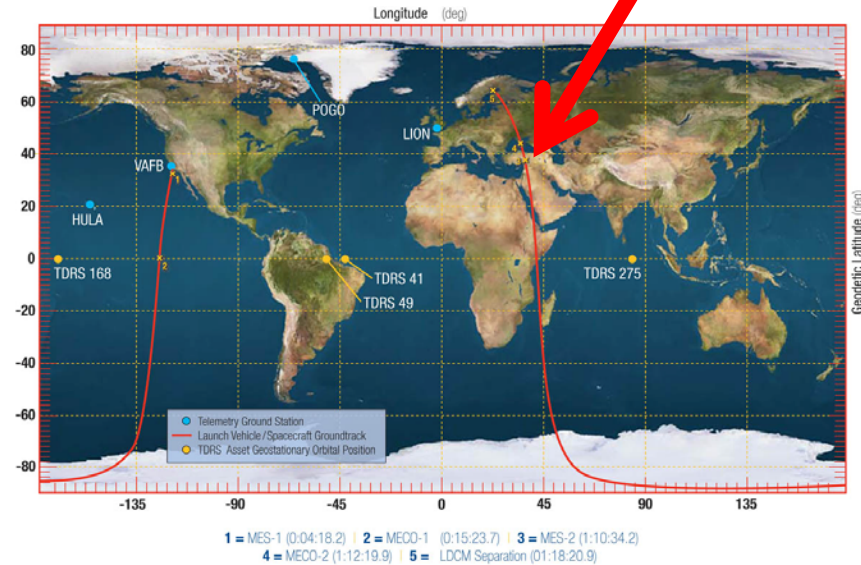 Longitude (deg)
80
60
40
20
0
-20
-40
-60
-80
POGO
LION
5
4
VAFB
1
HULA
2
TDRS 168
TDRS 41
TDRS 49
TDRS 275
Geodetic Latitude (deg)
Telemetry Ground Station
Launch Vehicle/Spacecraft Groundtrack
TDRS Asset Geostationary Orbital Position
-135 -90 -45 0 45 90 135
1 = MES-1 (0:04:18.2) | 2 = MECO-1 (0:15:23.7) | 3 = MES-2 (1:10:34.2)
4 = MECO-2 (1:12:19.9) | 5 = LDCM Separation (01:18:20.9)